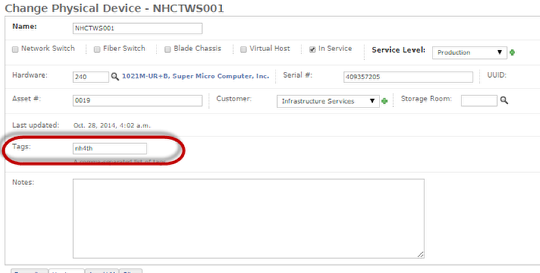 Change Physical Device - NHCTWS001
Name: NHCTWS001
Network Switch Fiber Switch Blade Chassis Virtual Host In Service Service Level: Production
Hardware: 240 1021M-UR+B, Super Micro Computer, Inc. Serial #: 409357205 UUID:
Asset #: 0019 Customer: Infrastructure Services Storage Room:
Last updated: Oct. 28, 2014, 4:02 a.m.
Tags: nh4th
Notes: